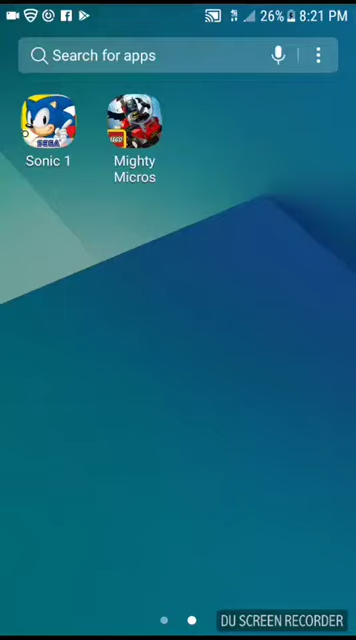 26% 8:21 PM
Search for apps
SEGA
LEGO
Sonic 1
Mighty
Micros
DU SCREEN RECORDER